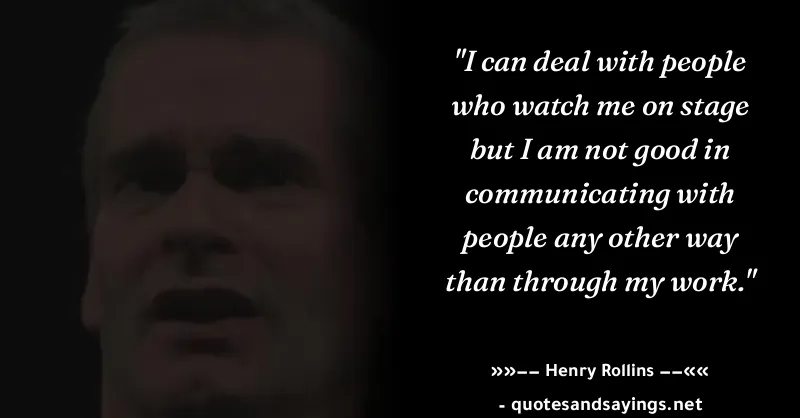 "I can deal with people
who watch me on stage
but I am not good in
communicating with
people any other way
than through my work."
»»–– Henry Rollins ––««
- quotesandsayings.net